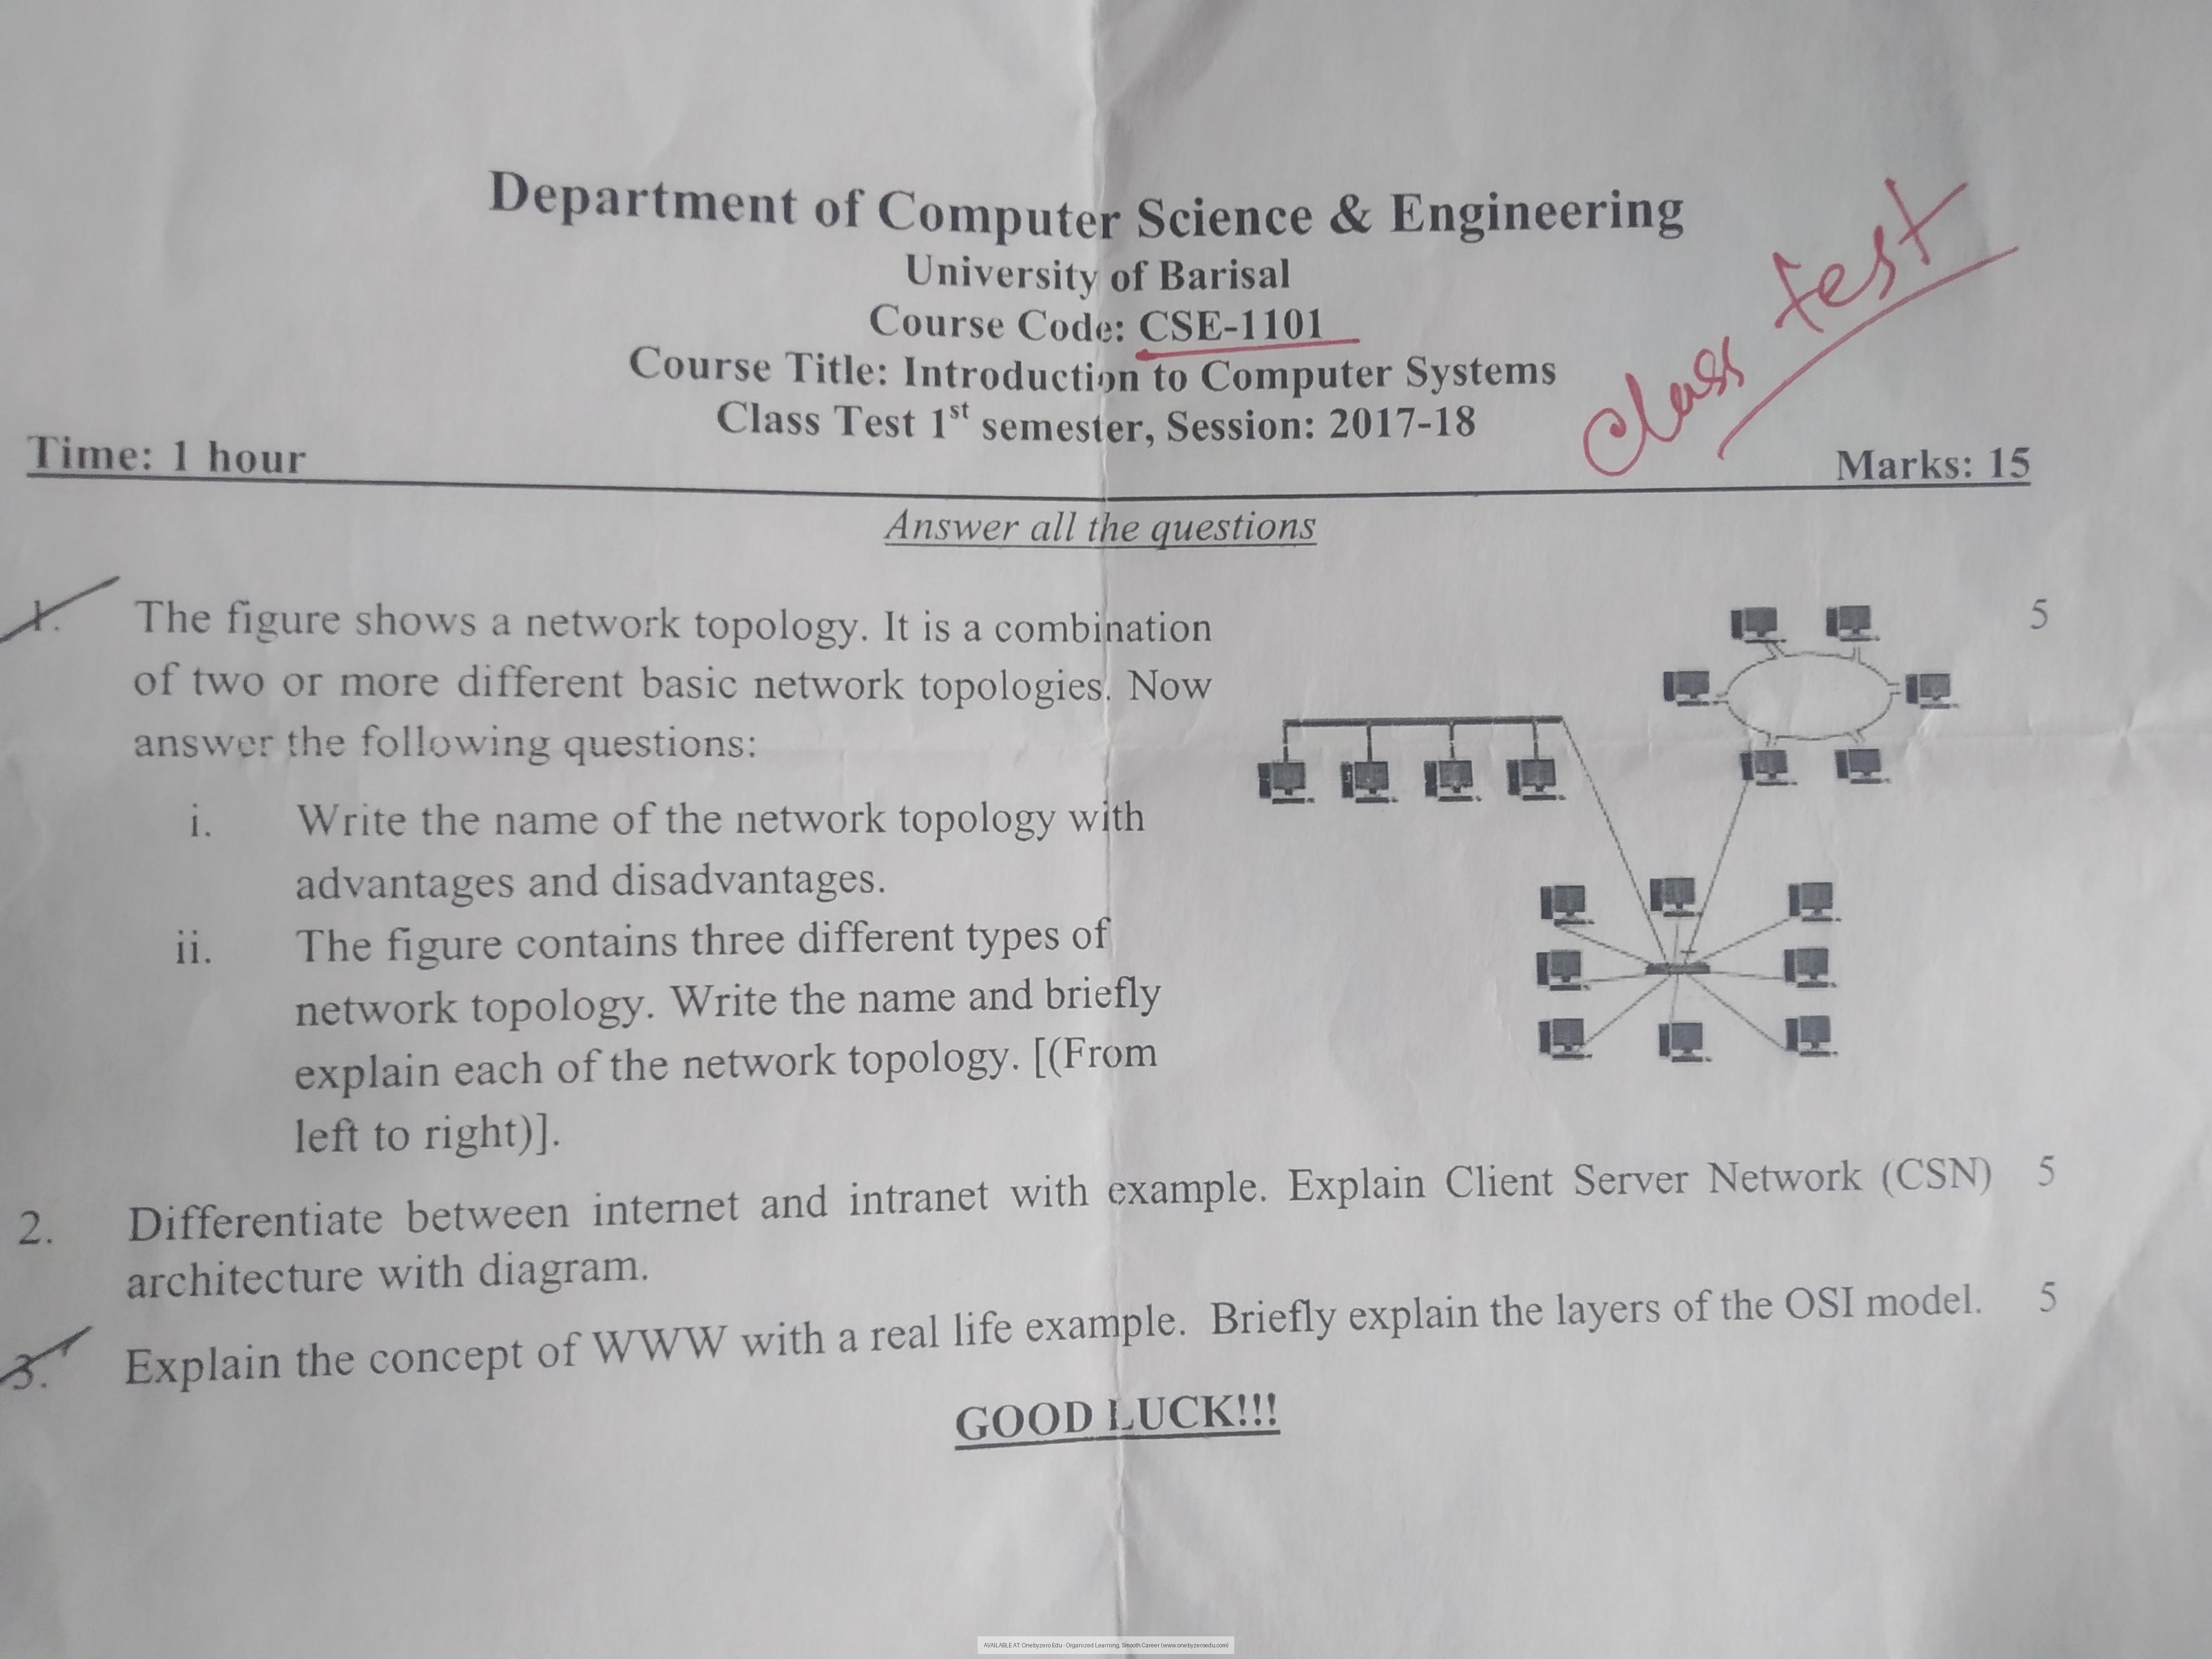 Department of Computer Science & Engineering
University of Barisal
Course Code: CSE-1101
Course Title: Introduction to Computer Systems
Class Test 1st semester, Session: 2017-18
Class Test
Time: 1 hour Marks: 15
Answer all the questions
1. The figure shows a network topology. It is a combination 5
of two or more different basic network topologies. Now
answer the following questions:
i. Write the name of the network topology with
advantages and disadvantages.
ii. The figure contains three different types of
network topology. Write the name and briefly
explain each of the network topology. [(From
left to right)].
2. Differentiate between internet and intranet with example. Explain Client Server Network (CSN) 5
architecture with diagram.
3. Explain the concept of WWW with a real life example. Briefly explain the layers of the OSI model. 5
GOOD LUCK!!!
AVAILABLE AT: Onebyzero Edu - Organized Learning, Smooth Career (www.onebyzeroedu.com)